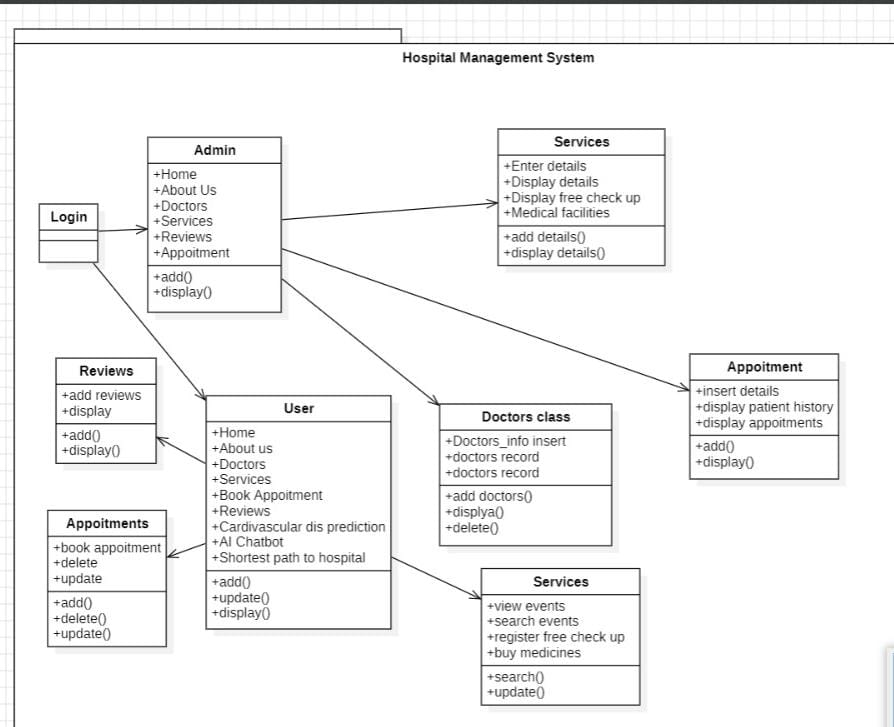 Hospital Management System
Login
Admin
+Home
+About Us
+Doctors
+Services
+Reviews
+Appoitment
+add()
+display()
Services
+Enter details
+Display details
+Display free check up
+Medical facilities
+add details()
+display details()
Reviews
+add reviews
+display
+add()
+display()
User
+Home
+About us
+Doctors
+Services
+Book Appoitment
+Reviews
+Cardivascular dis prediction
+AI Chatbot
+Shortest path to hospital
+add()
+update()
+display()
Doctors class
+Doctors_info insert
+doctors record
+doctors record
+add doctors()
+displya()
+delete()
Appoitment
+insert details
+display patient history
+display appoitments
+add()
+display()
Appoitments
+book appoitment
+delete
+update
+add()
+delete()
+update()
Services
+view events
+search events
+register free check up
+buy medicines
+search()
+update()